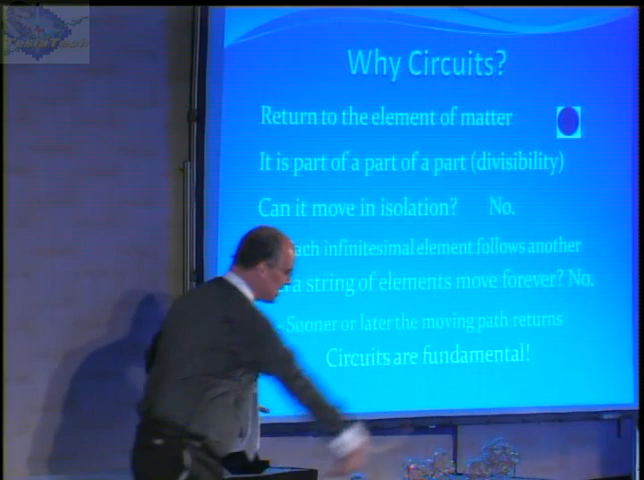 TeslaTech
Why Circuits?
Return to the element of matter
It is part of a part of a part (divisibility)
Can it move in isolation? No.
ach infinitesimal element follows another
a string of elements move forever? No.
- Sooner or later the moving path returns
Circuits are fundamental!